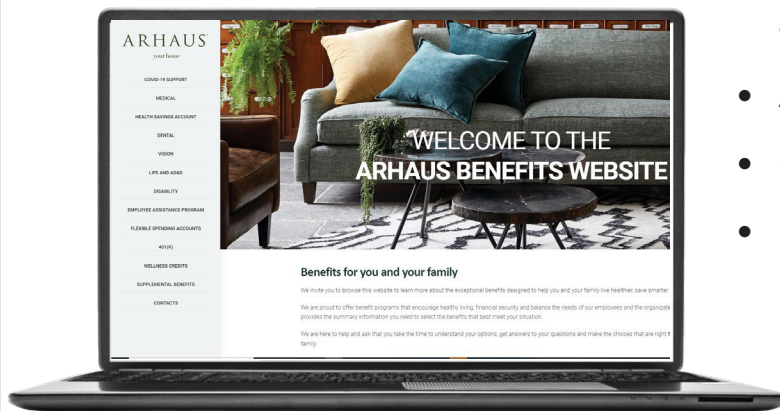 ARHAUS
your home
COVID-19 SUPPORT
MEDICAL
HEALTH SAVINGS ACCOUNT
DENTAL
VISION
LIFE AND AD&D
DISABILITY
EMPLOYEE ASSISTANCE PROGRAM
FLEXIBLE SPENDING ACCOUNTS
401(K)
WELLNESS CREDITS
SUPPLEMENTAL BENEFITS
CONTACTS
WELCOME TO THE
ARHAUS BENEFITS WEBSITE
Benefits for you and your family
We invite you to browse this website to learn more about the exceptional benefits designed to help you and your family live healthier, save smarter
We are proud to offer benefit programs that encourage healthy living, financial security and balance the needs of our employees and the
provides the summary information you need to select the benefits that best meet your situation.
We are here to help and ask that you take the time to understand your options, get answers to your questions and make the choices that are right
family.